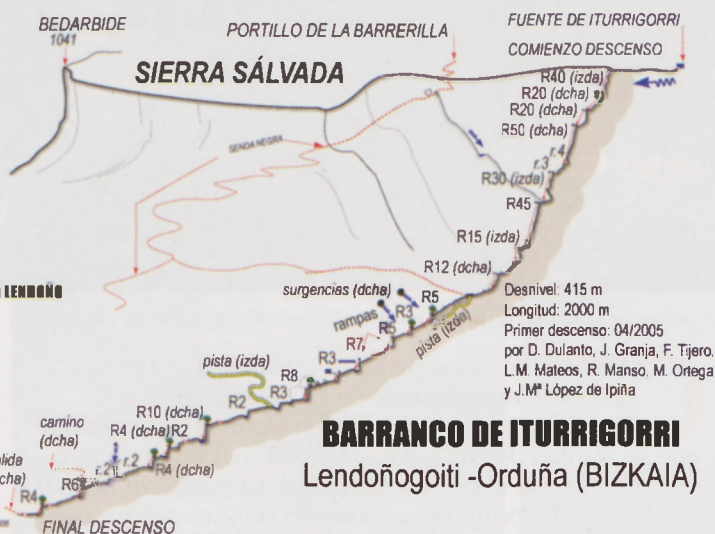 BEDARBIDE
1041
PORTILLO DE LA BARRERILLA
FUENTE DE ITURRIGORRI
COMIENZO DESCENSO
SIERRA SÁLVADA
R40 (izda)
R20 (dcha)
R20 (dcha)
R50 (dcha)
SENDA NEGRA
r.4
r.3
R30 (izda)
R45
R15 (izda)
R12 (dcha)
LENDOÑO
surgencias (dcha)
R5
R3
rampas
R5
pista (izda)
R7
Desnivel: 415 m
Longitud: 2000 m
Primer descenso: 04/2005
por D. Dulanto, J. Granja, F. Tijero,
L.M. Mateos, R. Manso, M. Ortega
y J.Mª López de Ipiña
pista (izda)
R3
R8
R3
R2
R10 (dcha)
camino
(dcha)
R4 (dcha)
R2
R4 (dcha)
r.2
r.2
R6
R4
FINAL DESCENSO
BARRANCO DE ITURRIGORRI
Lendoñogoiti -Orduña (BIZKAIA)